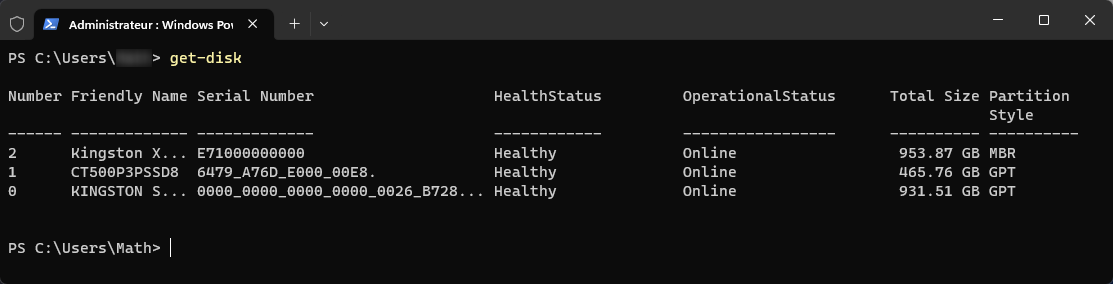 Administrateur : Windows Pow
PS C:\Users\ > get-disk
Number Friendly Name Serial Number HealthStatus OperationalStatus Total Size Partition
Style
------ ------------- ------------- ------------ ----------------- ---------- ----------
2 Kingston X... E71000000000 Healthy Online 953.87 GB MBR
1 CT500P3PSSD8 6479_A76D_E000_00E8. Healthy Online 465.76 GB GPT
0 KINGSTON S... 0000_0000_0000_0000_0026_B728... Healthy Online 931.51 GB GPT
PS C:\Users\Math>